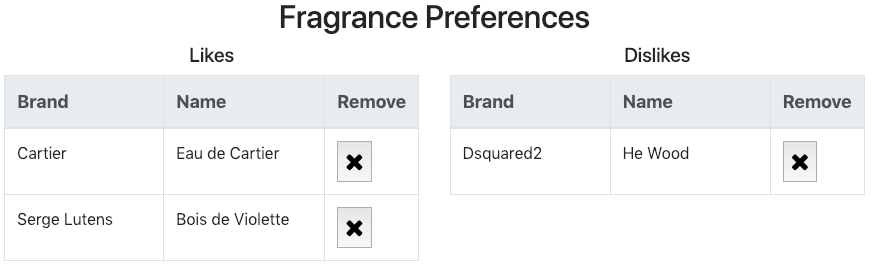 Fragrance Preferences
Likes
Brand Name Remove
Cartier Eau de Cartier
Serge Lutens Bois de Violette
Dislikes
Brand Name Remove
Dsquared2 He Wood